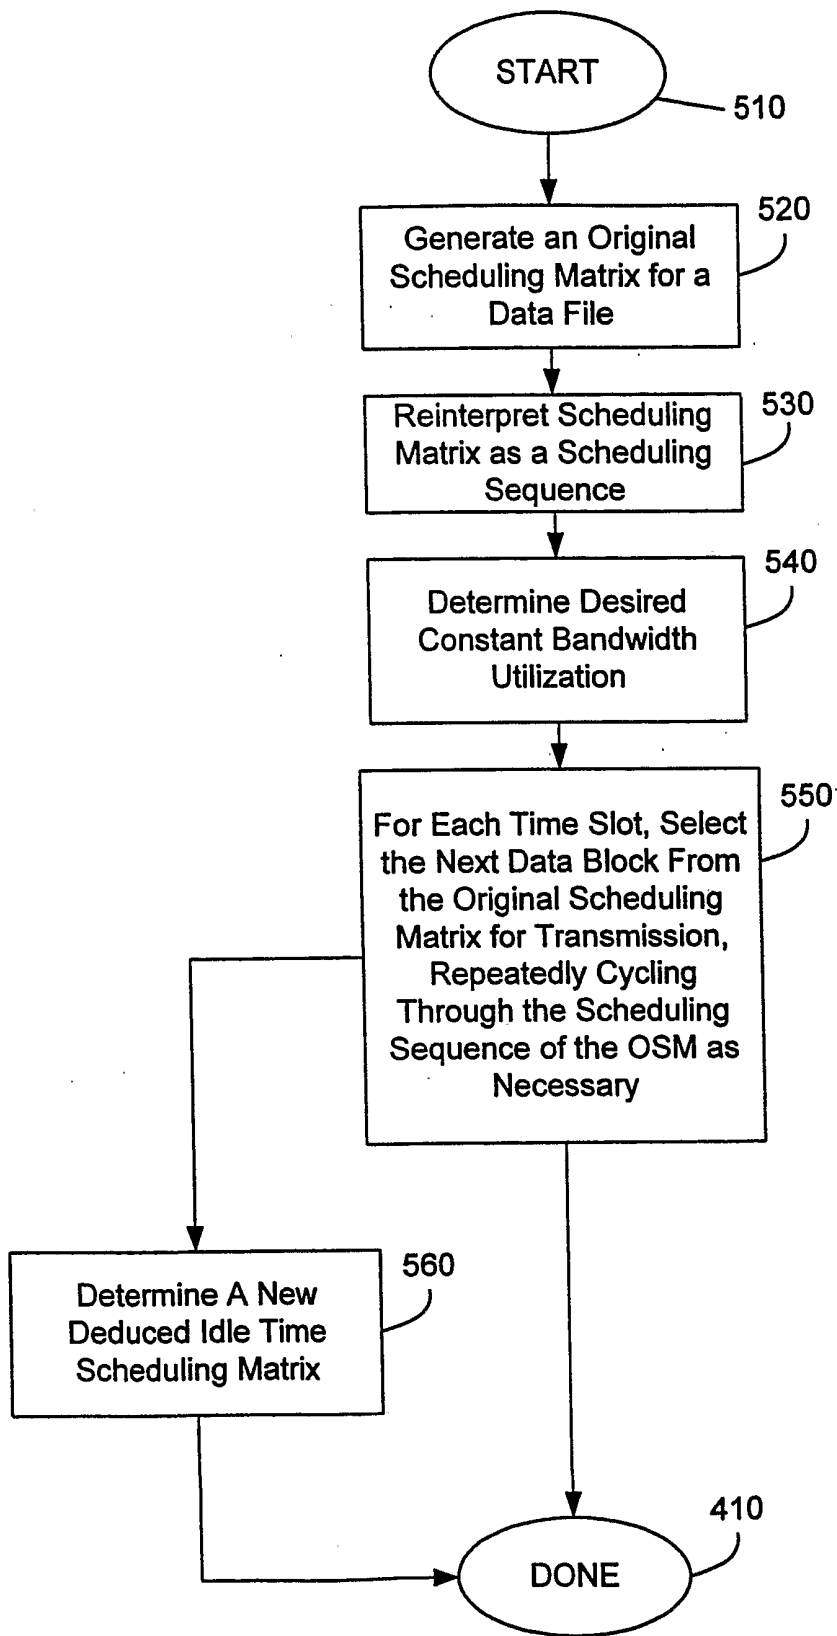 START
510
520
Generate an Original
Scheduling Matrix for a
Data File
530
Reinterpret Scheduling
Matrix as a Scheduling
Sequence
540
Determine Desired
Constant Bandwidth
Utilization
550
For Each Time Slot, Select
the Next Data Block From
the Original Scheduling
Matrix for Transmission,
Repeatedly Cycling
Through the Scheduling
Sequence of the OSM as
Necessary
560
Determine A New
Deduced Idle Time
Scheduling Matrix
410
DONE